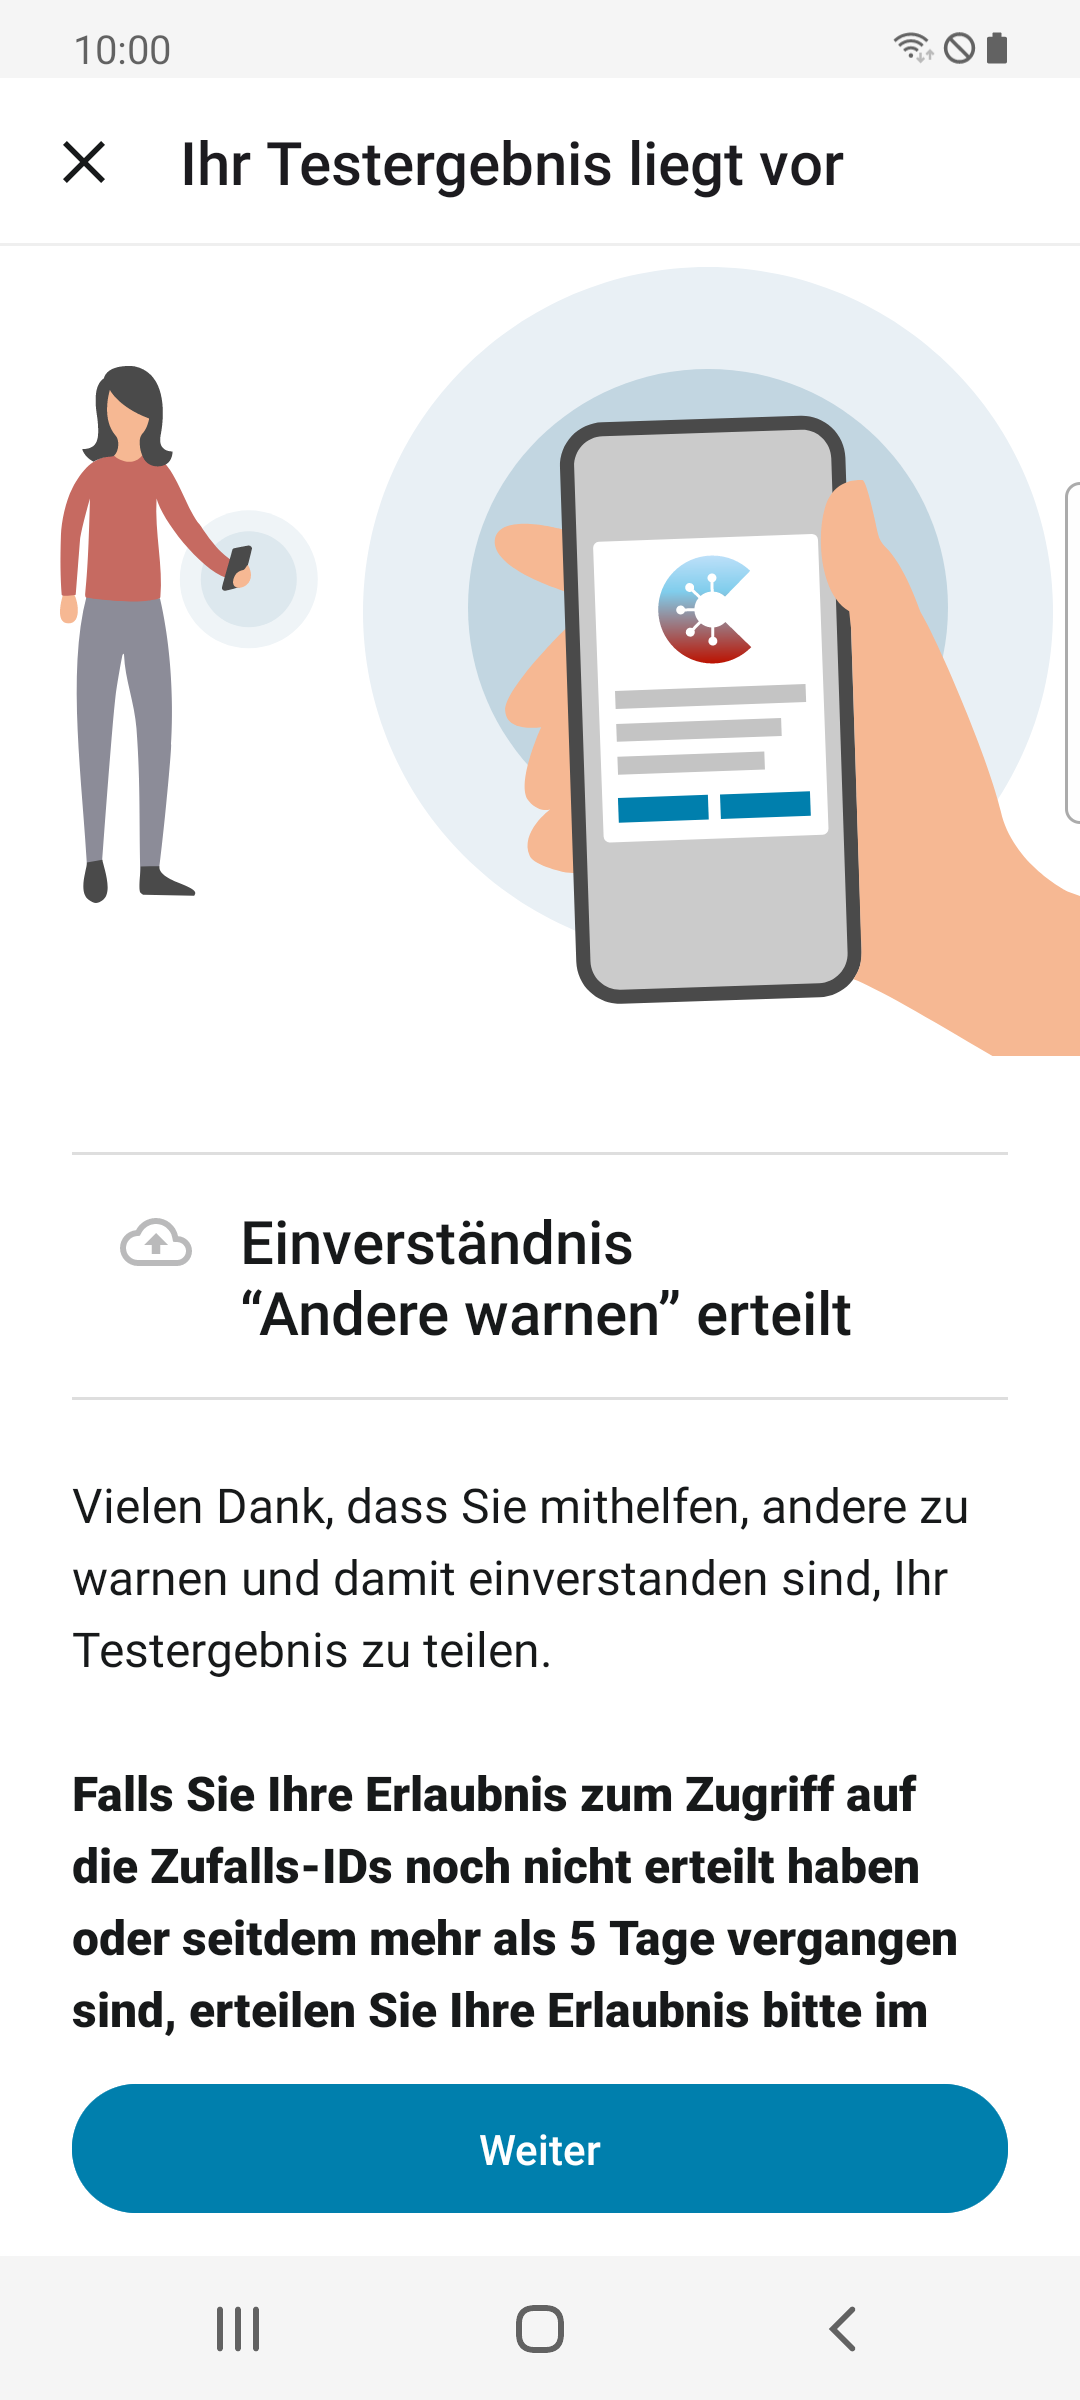 10:00
Ihr Testergebnis liegt vor
Einverständnis
“Andere warnen” erteilt
Vielen Dank, dass Sie mithelfen, andere zu
warnen und damit einverstanden sind, Ihr
Testergebnis zu teilen.
Falls Sie Ihre Erlaubnis zum Zugriff auf
die Zufalls-IDs noch nicht erteilt haben
oder seitdem mehr als 5 Tage vergangen
sind, erteilen Sie Ihre Erlaubnis bitte im
Weiter